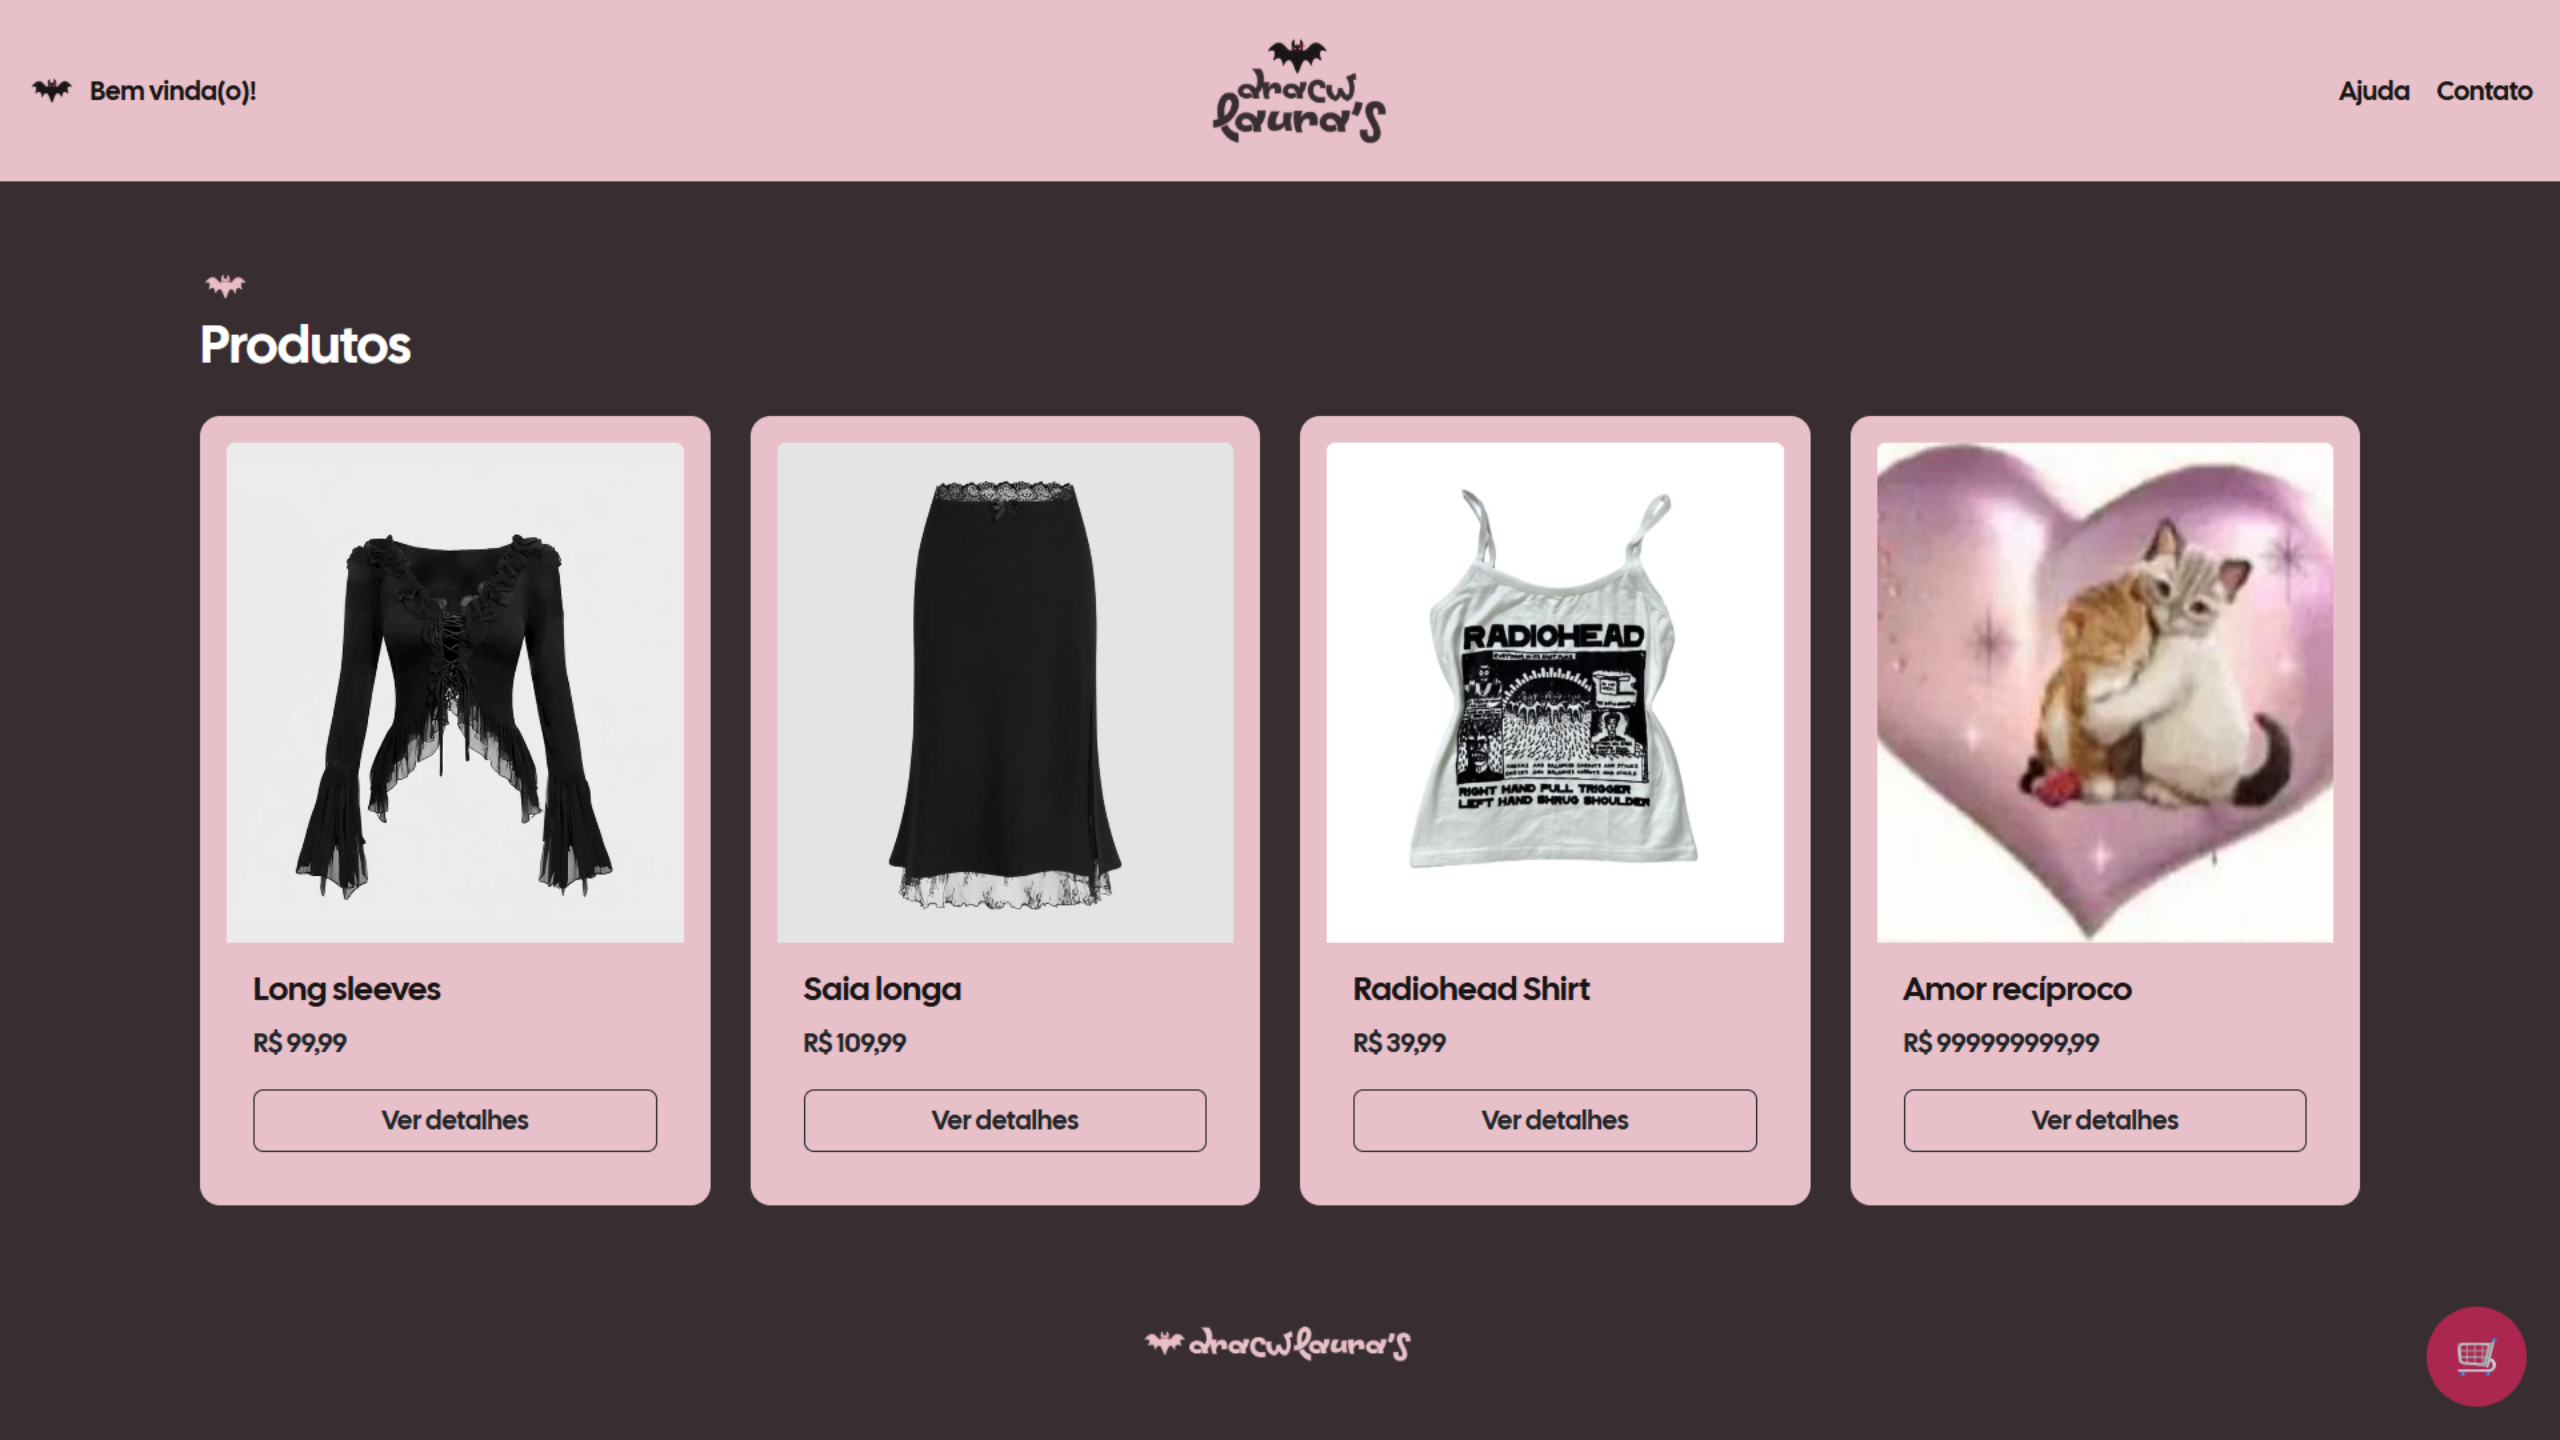 Bem vinda(o)!
dracw
laura's
Ajuda
Contato
Produtos
RADIOHEAD
RIGHT HAND PULL TRIGGER
LEFT HAND SHRUG SHOULDER
Long sleeves
R$ 99,99
Ver detalhes
Saia longa
R$ 109,99
Ver detalhes
Radiohead Shirt
R$ 39,99
Ver detalhes
Amor recíproco
R$ 999999999,99
Ver detalhes
dracwlaura's